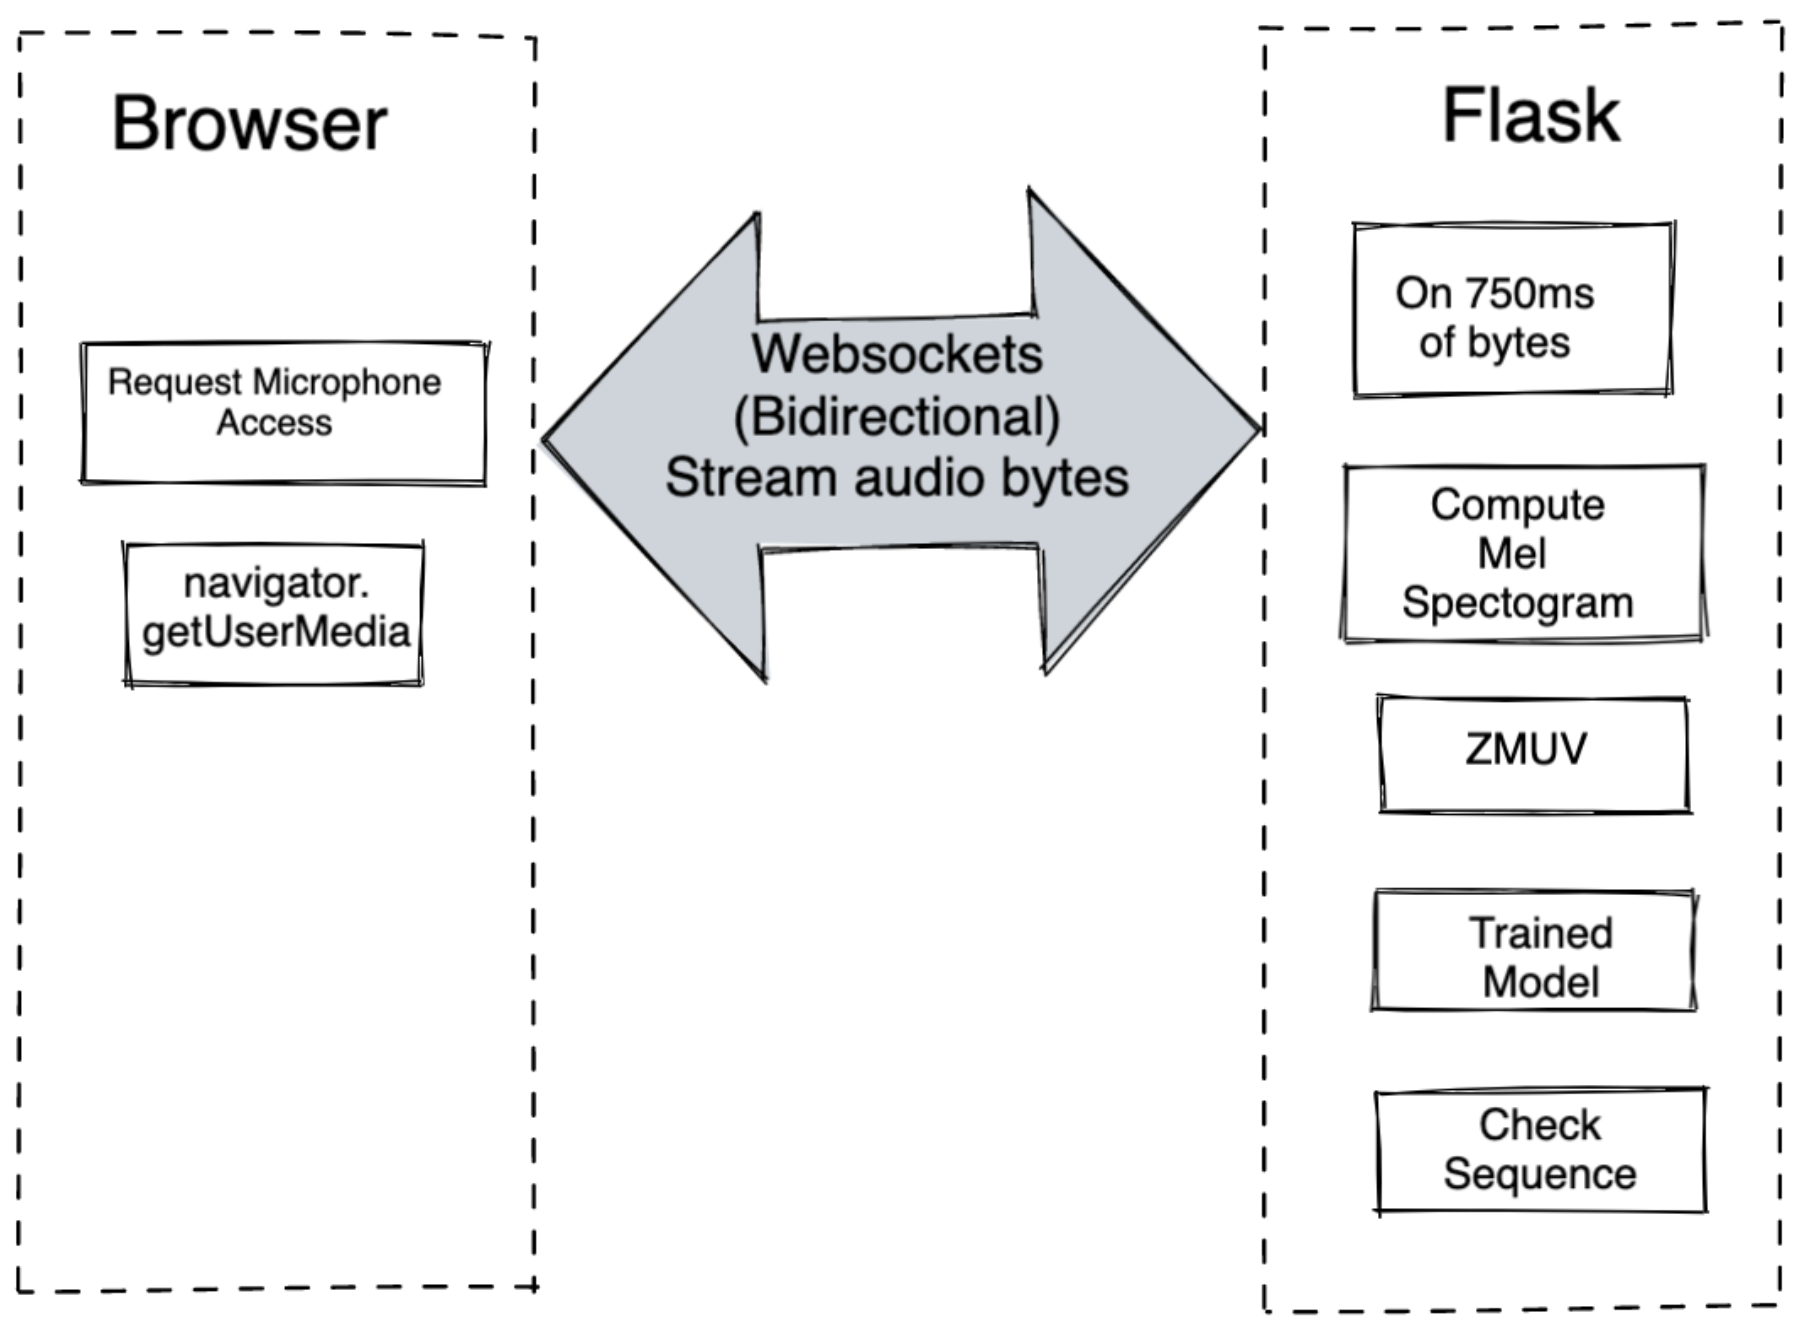 Browser
Request Microphone
Access
navigator.
getUserMedia
Websockets
(Bidirectional)
Stream audio bytes
Flask
On 750ms
of bytes
Compute
Mel
Spectogram
ZMUV
Trained
Model
Check
Sequence